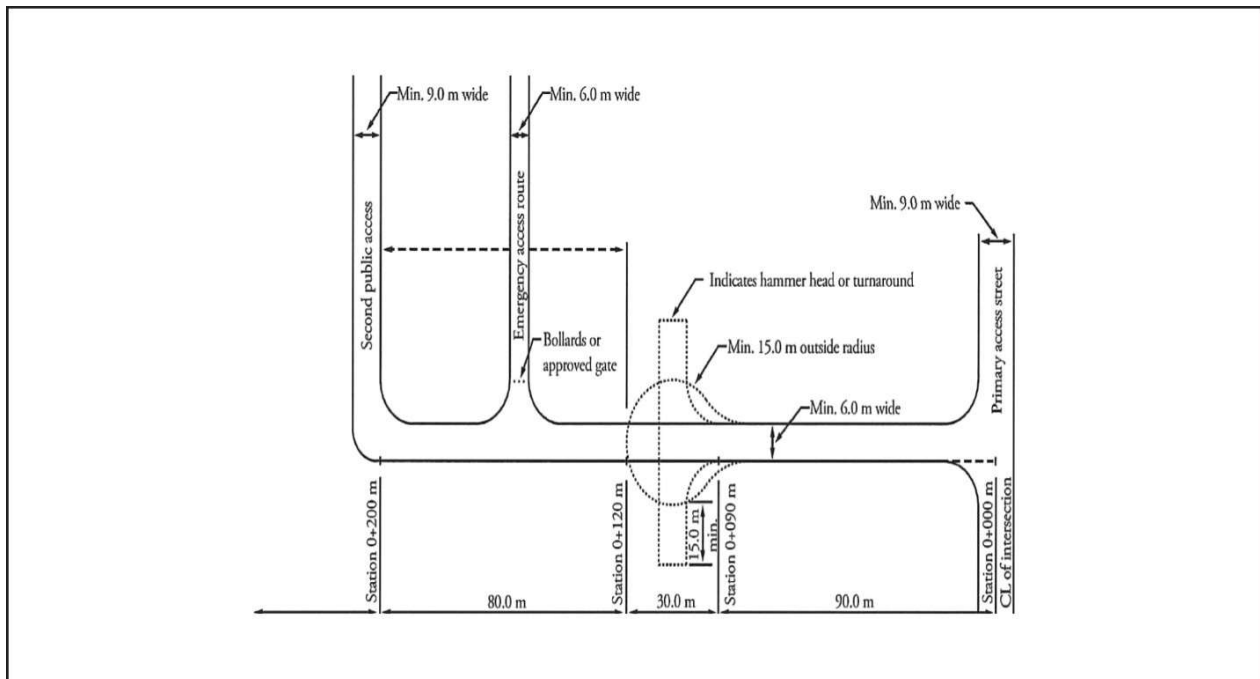 Min. 9.0 m wide
Min. 6.0 m wide
Min. 9.0 m wide
Second public access
Emergency access route
Indicates hammer head or turnaround
Bollards or
approved gate
Min. 15.0 m outside radius
Primary access street
Min. 6.0 m wide
Station 0+200 m
Station 0+120 m
15.0 m
min.
Station 0+090 m
Station 0+000 m
CL of intersection
80.0 m
30.0 m
90.0 m